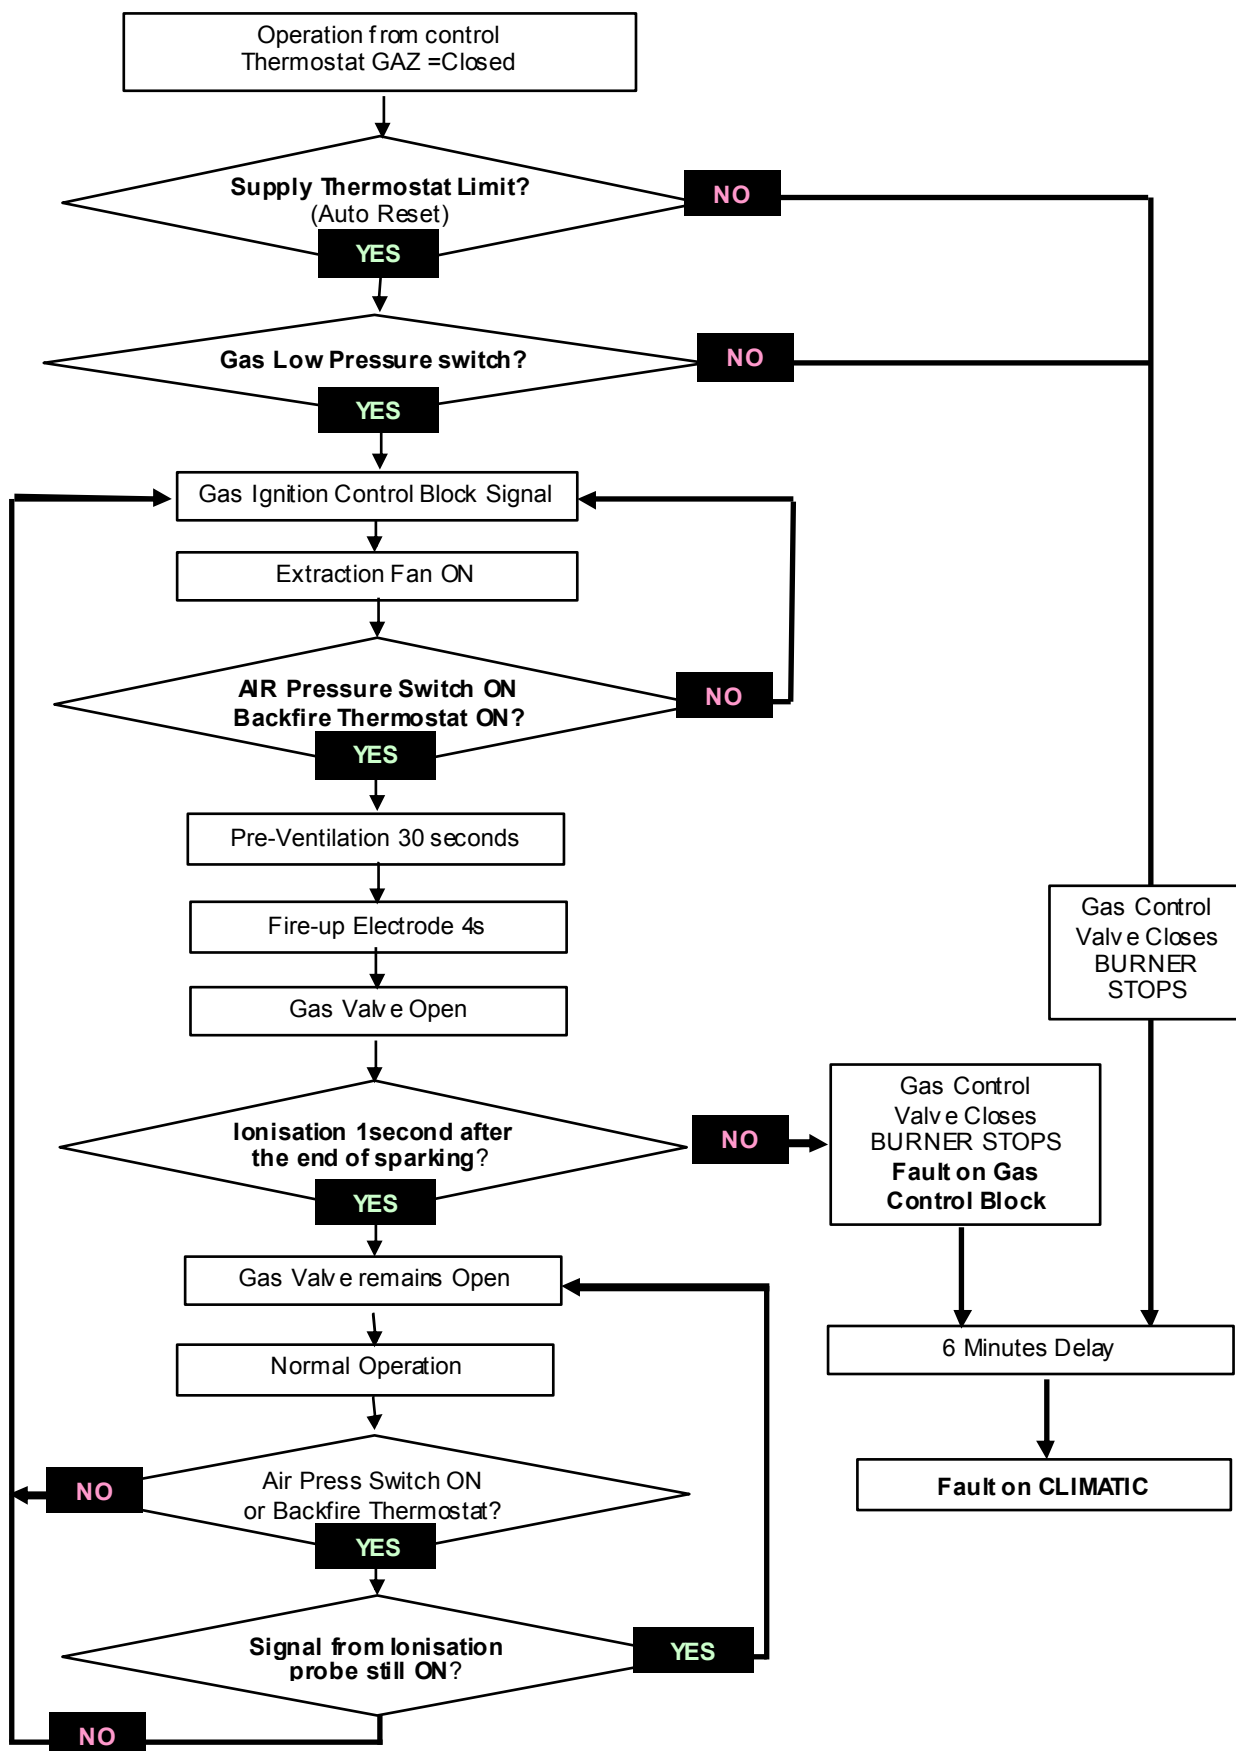 Operation from control
Thermostat GAZ =Closed
Supply Thermostat Limit?
(Auto Reset)
NO
YES
Gas Low Pressure switch?
NO
YES
Gas Ignition Control Block Signal
Extraction Fan ON
AIR Pressure Switch ON
Backfire Thermostat ON?
NO
YES
Pre-Ventilation 30 seconds
Fire-up Electrode 4s
Gas Valve Open
Gas Control
Valve Closes
BURNER
STOPS
Ionisation 1second after
the end of sparking?
NO
YES
Gas Control
Valve Closes
BURNER STOPS
Fault on Gas
Control Block
Gas Valve remains Open
Normal Operation
6 Minutes Delay
Air Press Switch ON
or Backfire Thermostat?
NO
YES
Fault on CLIMATIC
Signal from Ionisation
probe still ON?
YES
NO